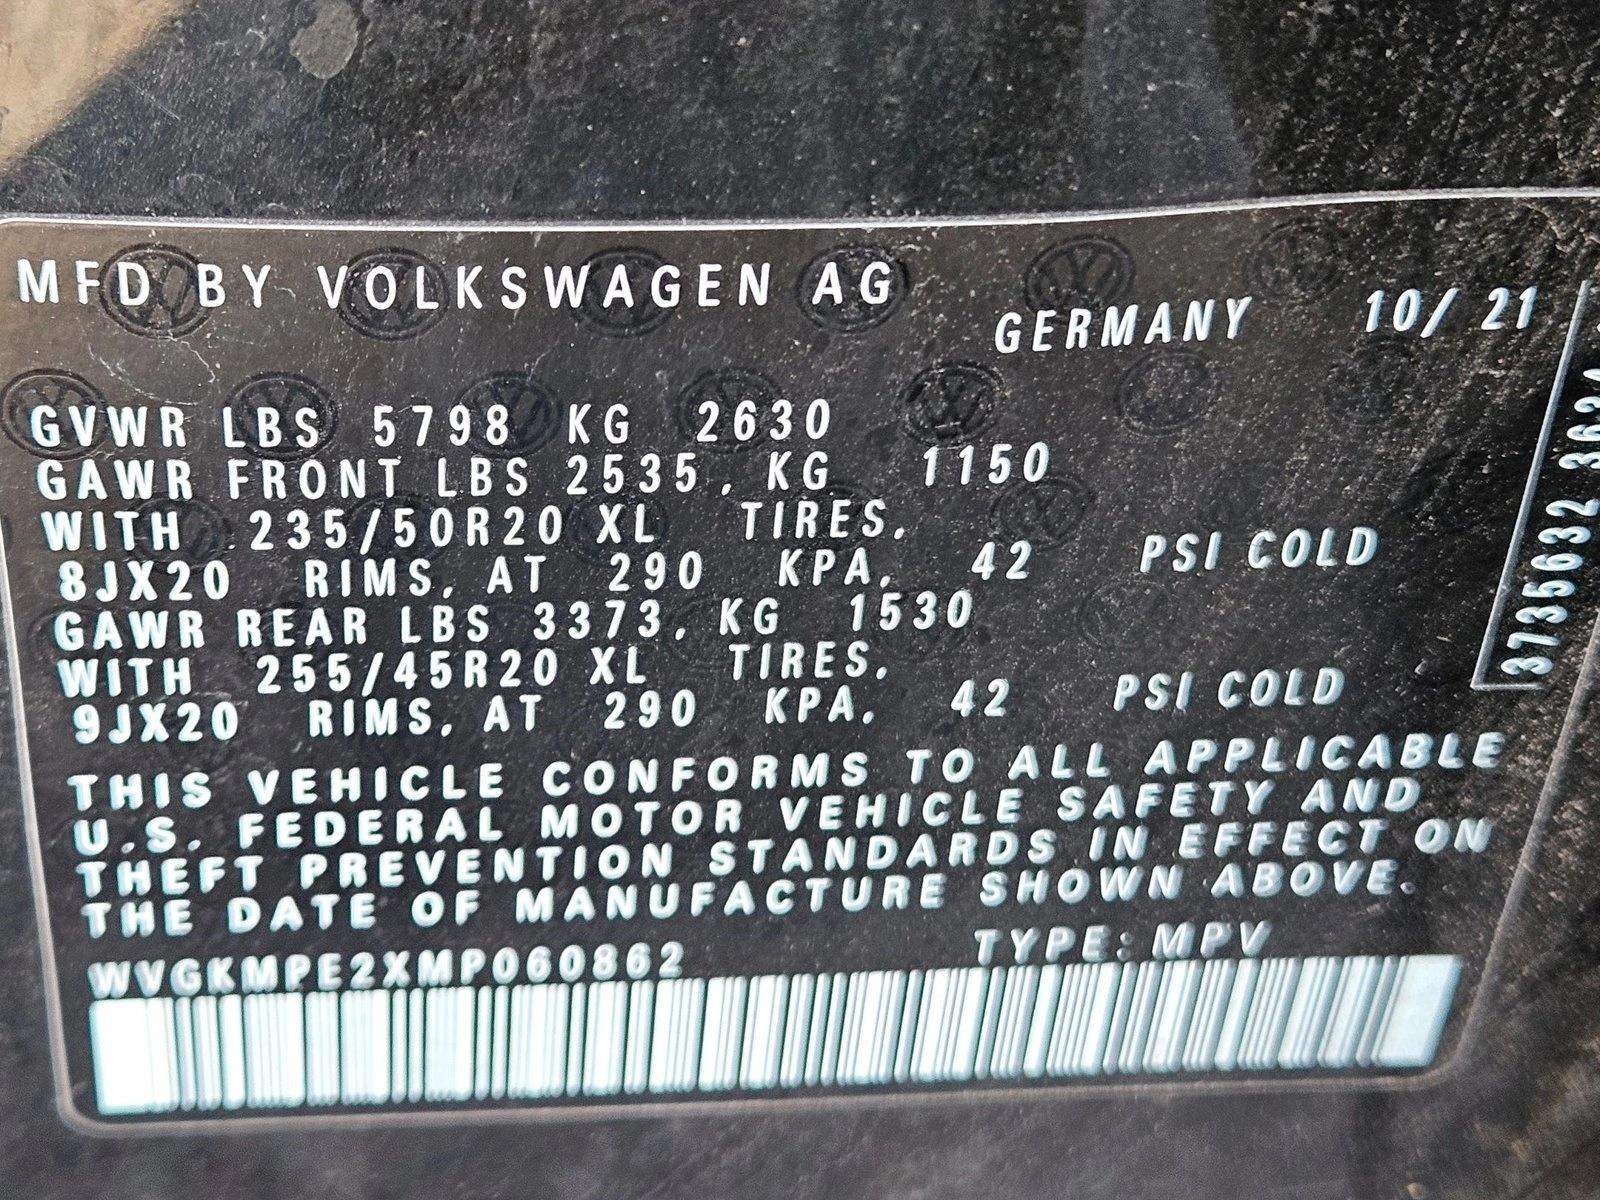 MFD BY VOLKSWAGEN AG
GERMANY 10/ 21
GVWR LBS 5798 KG 2630
GAWR FRONT LBS 2535, KG 1150
WITH 235/50R20 XL TIRES,
8JX20 RIMS, AT 290 KPA, 42 PSI COLD
GAWR REAR LBS 3373, KG 1530
WITH 255/45R20 XL TIRES,
9JX20 RIMS, AT 290 KPA, 42 PSI COLD
THIS VEHICLE CONFORMS TO ALL APPLICABLE
U.S. FEDERAL MOTOR VEHICLE SAFETY AND
THEFT PREVENTION STANDARDS IN EFFECT ON
THE DATE OF MANUFACTURE SHOWN ABOVE.
WVGKMPE2XMP060862 TYPE: MPV
3735632